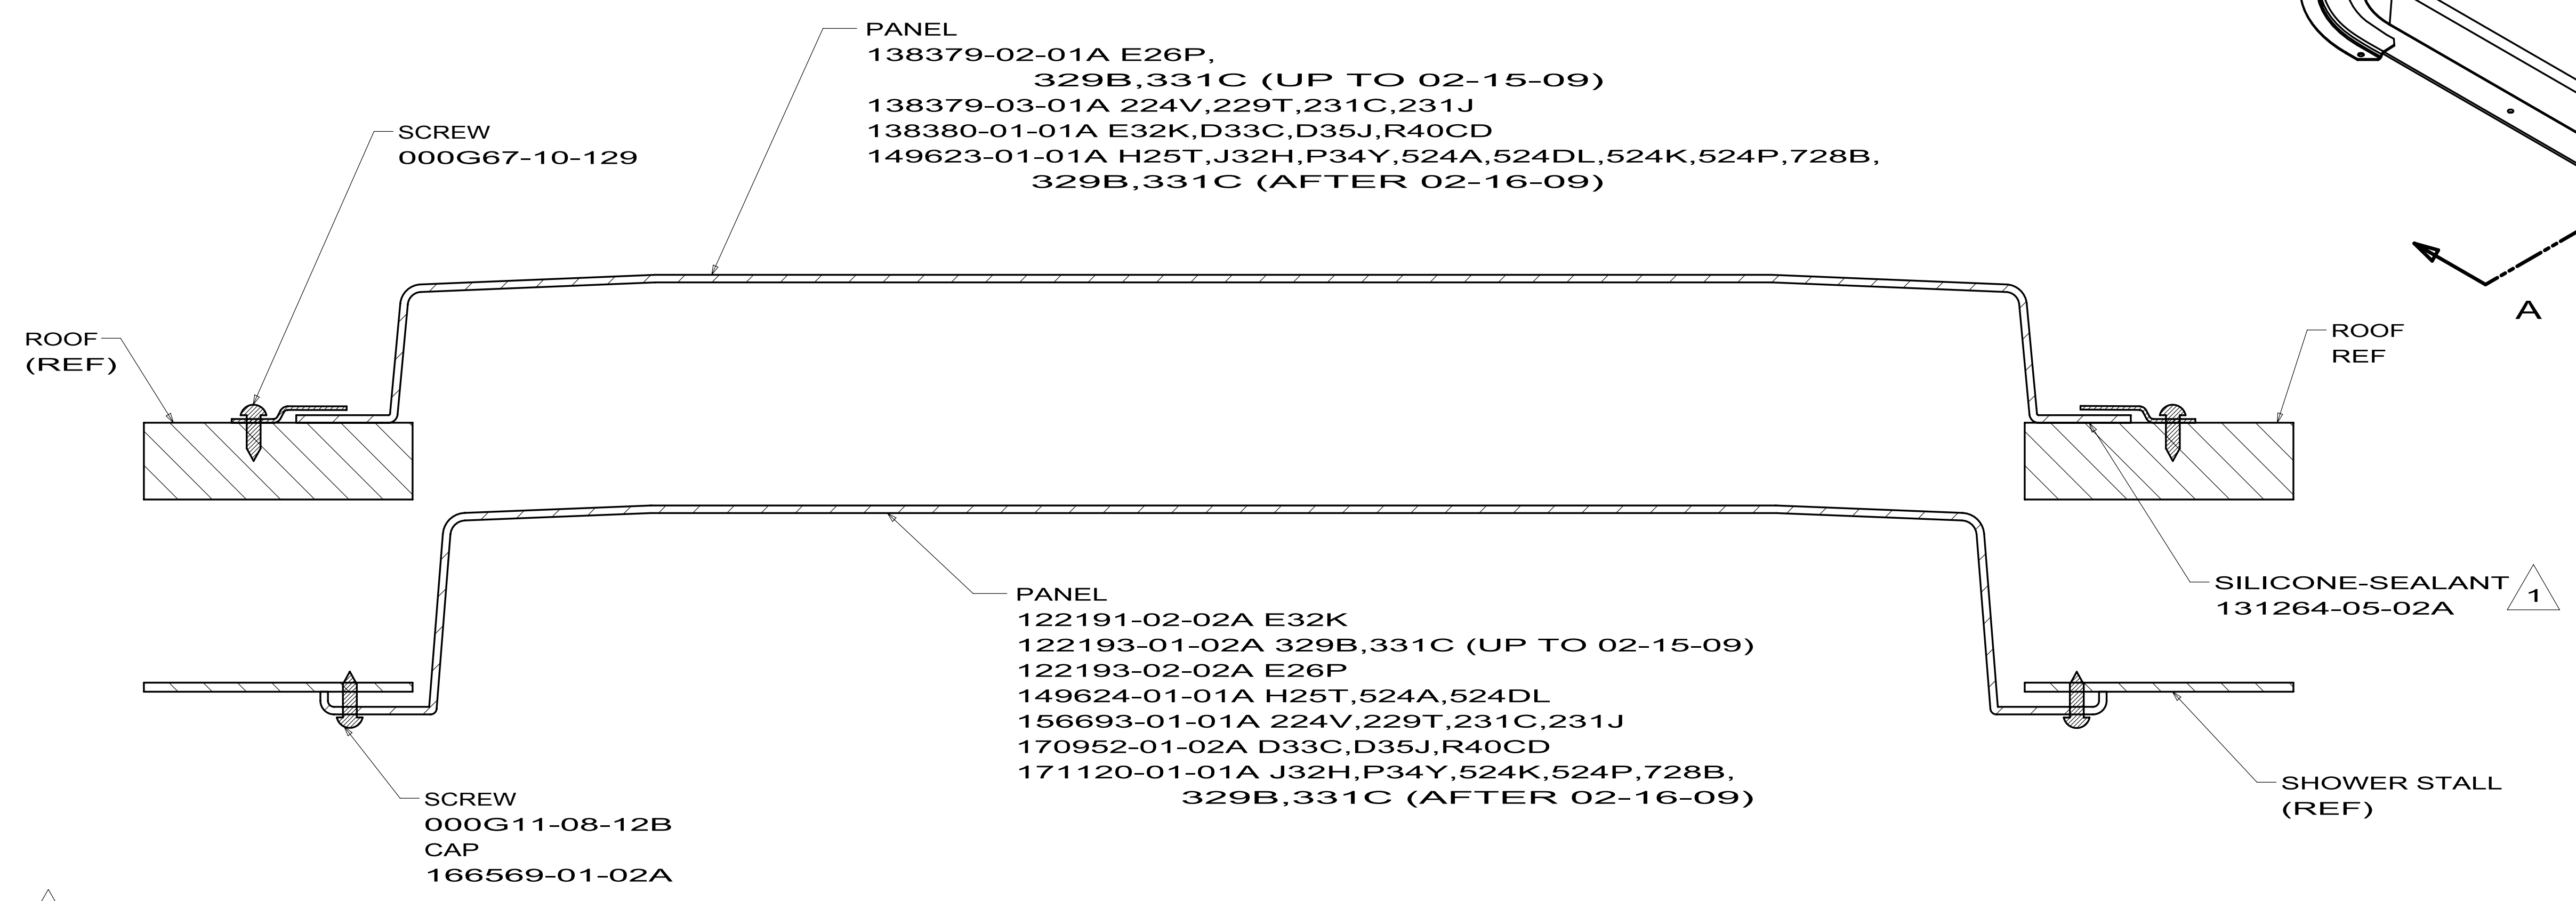 PANEL
138379-02-01A E26P,
329B,331C (UP TO 02-15-09)
138379-03-01A 224V,229T,231C,231J
138380-01-01A E32K,D33C,D35J,R40CD
149623-01-01A H25T,J32H,P34Y,524A,524DL,524K,524P,728B,
329B,331C (AFTER 02-16-09)
SCREW
000G67-10-129
ROOF
(REF)
A
ROOF
REF
SILICONE-SEALANT
131264-05-02A
1
PANEL
122191-02-02A E32K
122193-01-02A 329B,331C (UP TO 02-15-09)
122193-02-02A E26P
149624-01-01A H25T,524A,524DL
156693-01-01A 224V,229T,231C,231J
170952-01-02A D33C,D35J,R40CD
171120-01-01A J32H,P34Y,524K,524P,728B,
329B,331C (AFTER 02-16-09)
SHOWER STALL
(REF)
SCREW
000G11-08-12B
CAP
166569-01-02A